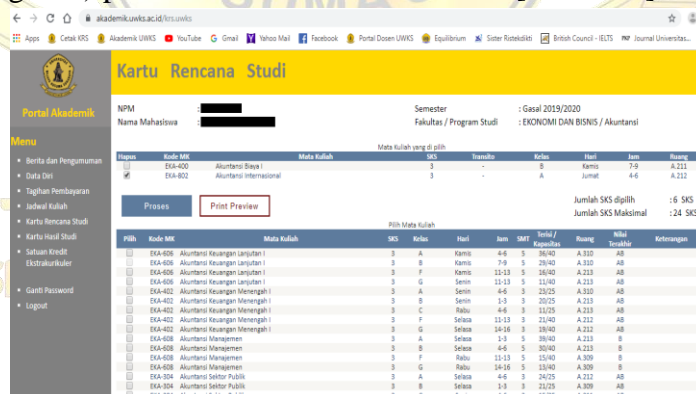 akademik.uwks.ac.id/krs.uwks
Apps Cetak KRS Akademik UWKS YouTube Gmail Yahoo Mail Facebook Portal Dosen UWKS Equilibrium Sister Ristekdikti British Council - IELTS Journal Universitas...
Kartu Rencana Studi
Portal Akademik
NPM :
Nama Mahasiswa :
Semester : Gasal 2019/2020
Fakultas / Program Studi : EKONOMI DAN BISNIS / Akuntansi
Menu
Berita dan Pengumuman
Data Diri
Tagihan Pembayaran
Jadwal Kuliah
Kartu Rencana Studi
Kartu Hasil Studi
Satuan Kredit
Ekstrakurikuler
Ganti Password
Logout
Mata Kuliah yang di pilih
Hapus Kode MK Mata Kuliah SKS Transito Kelas Hari Jam Ruang
EKA-400 Akuntansi Biaya I 3 - B Kamis 7-9 A.211
EKA-802 Akuntansi Internasional 3 - A Jumat 4-6 A.212
Proses Print Preview
Jumlah SKS dipilih : 6 SKS
Jumlah SKS Maksimal : 24 SKS
Pilih Mata Kuliah
Pilih Kode MK Mata Kuliah SKS Kelas Hari Jam SMT Terisi / Kapasitas Ruang Nilai Terakhir Keterangan
EKA-606 Akuntansi Keuangan Lanjutan I 3 A Kamis 4-6 5 36/40 A.310 AB
EKA-606 Akuntansi Keuangan Lanjutan I 3 B Kamis 7-9 5 29/40 A.310 AB
EKA-606 Akuntansi Keuangan Lanjutan I 3 F Kamis 11-13 5 16/40 A.213 AB
EKA-606 Akuntansi Keuangan Lanjutan I 3 G Senin 11-13 5 11/40 A.213 AB
EKA-402 Akuntansi Keuangan Menengah I 3 A Senin 4-6 3 23/25 A.310 AB
EKA-402 Akuntansi Keuangan Menengah I 3 B Senin 1-3 3 20/25 A.213 AB
EKA-402 Akuntansi Keuangan Menengah I 3 C Rabu 4-6 3 11/25 A.213 AB
EKA-402 Akuntansi Keuangan Menengah I 3 F Selasa 11-13 3 21/40 A.212 AB
EKA-402 Akuntansi Keuangan Menengah I 3 G Selasa 14-16 3 19/40 A.212 AB
EKA-608 Akuntansi Manajemen 3 A Selasa 1-3 5 39/40 A.213 B
EKA-608 Akuntansi Manajemen 3 B Selasa 4-6 5 30/40 A.213 B
EKA-608 Akuntansi Manajemen 3 F Rabu 11-13 5 15/40 A.309 B
EKA-608 Akuntansi Manajemen 3 G Rabu 14-16 5 13/40 A.309 B
EKA-304 Akuntansi Sektor Publik 3 A Selasa 4-6 3 24/25 A.212 AB
EKA-304 Akuntansi Sektor Publik 3 B Selasa 1-3 3 21/25 A.309 AB